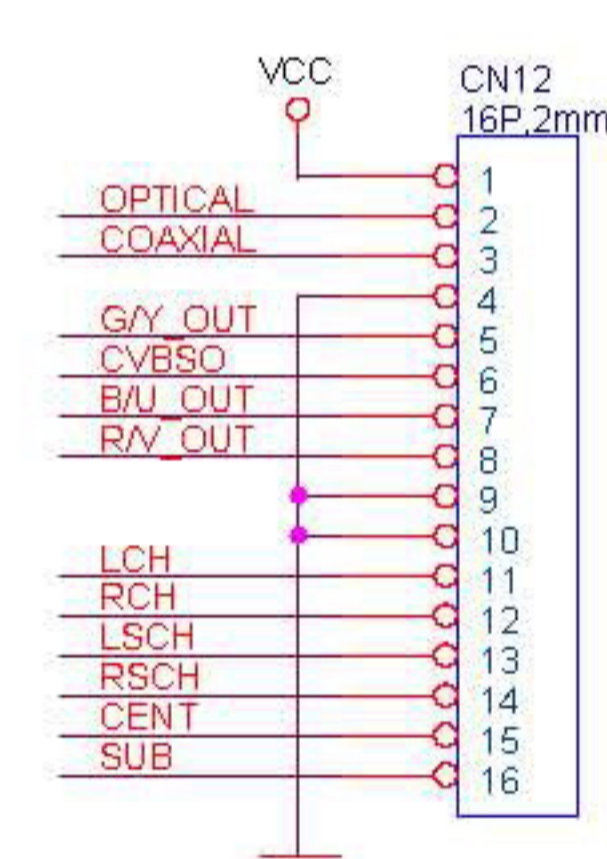 VCC
CN12
16P,2mm
1
OPTICAL
2
COAXIAL
3
4
G/Y_OUT
5
CVBSO
6
B/U_OUT
7
R/V_OUT
8
9
10
LCH
11
RCH
12
LSCH
13
RSCH
14
CENT
15
SUB
16